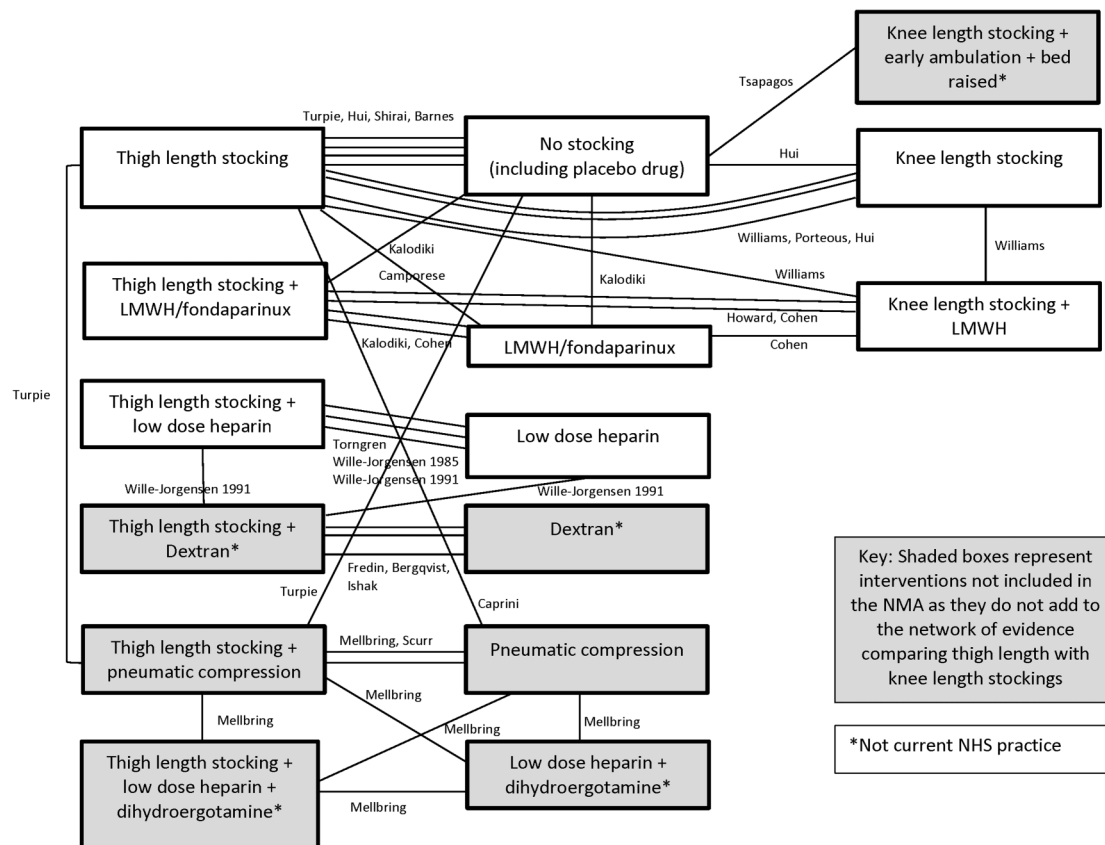 Knee length stocking +
early ambulation + bed
raised*
Tsapagos
Turpie, Hui, Shirai, Barnes
Thigh length stocking
No stocking
(including placebo drug)
Hui
Knee length stocking
Williams, Porteous, Hui
Williams
Kalodiki
Camporese
Kalodiki
Williams
Thigh length stocking +
LMWH/fondaparinux
Knee length stocking +
LMWH
Howard, Cohen
Kalodiki, Cohen
LMWH/fondaparinux
Cohen
Turpie
Thigh length stocking +
low dose heparin
Low dose heparin
Torngren
Wille-Jorgensen 1985
Wille-Jorgensen 1991
Wille-Jorgensen 1991
Wille-Jorgensen 1991
Thigh length stocking +
Dextran*
Dextran*
Fredin, Bergqvist,
Ishak
Turpie
Caprini
Key: Shaded boxes represent
interventions not included in
the NMA as they do not add to
the network of evidence
comparing thigh length with
knee length stockings
Thigh length stocking +
pneumatic compression
Mellbring, Scurr
Pneumatic compression
Mellbring
Mellbring
Mellbring
Mellbring
Thigh length stocking +
low dose heparin +
dihydroergotamine*
Low dose heparin +
dihydroergotamine*
Mellbring
*Not current NHS practice